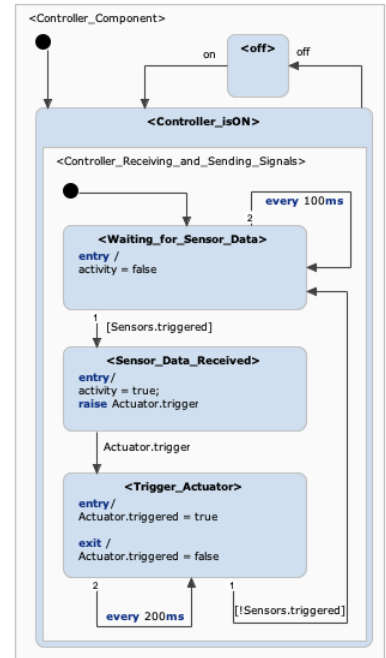 <Controller_Component>
on
<off>
off
<Controller_isON>
<Controller_Receiving_and_Sending_Signals>
every 100ms
2
<Waiting_for_Sensor_Data>
entry /
activity = false
1
[Sensors.triggered]
<Sensor_Data_Received>
entry/
activity = true;
raise Actuator.trigger
Actuator.trigger
<Trigger_Actuator>
entry/
Actuator.triggered = true
exit /
Actuator.triggered = false
2
1
every 200ms
[!Sensors.triggered]